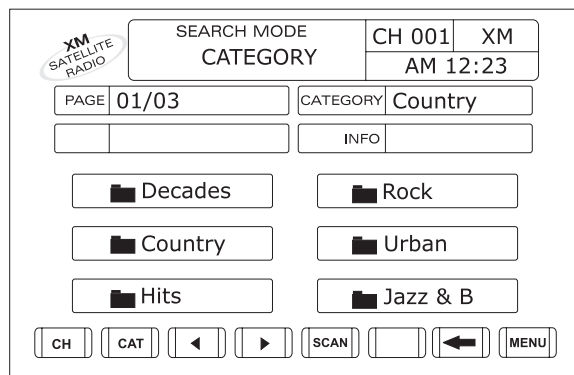 XM
SATELLITE
RADIO
SEARCH MODE
CATEGORY
CH 001 XM
AM 12:23
PAGE 01/03
CATEGORY Country
INFO
Decades
Rock
Country
Urban
Hits
Jazz & B
CH CAT SCAN MENU